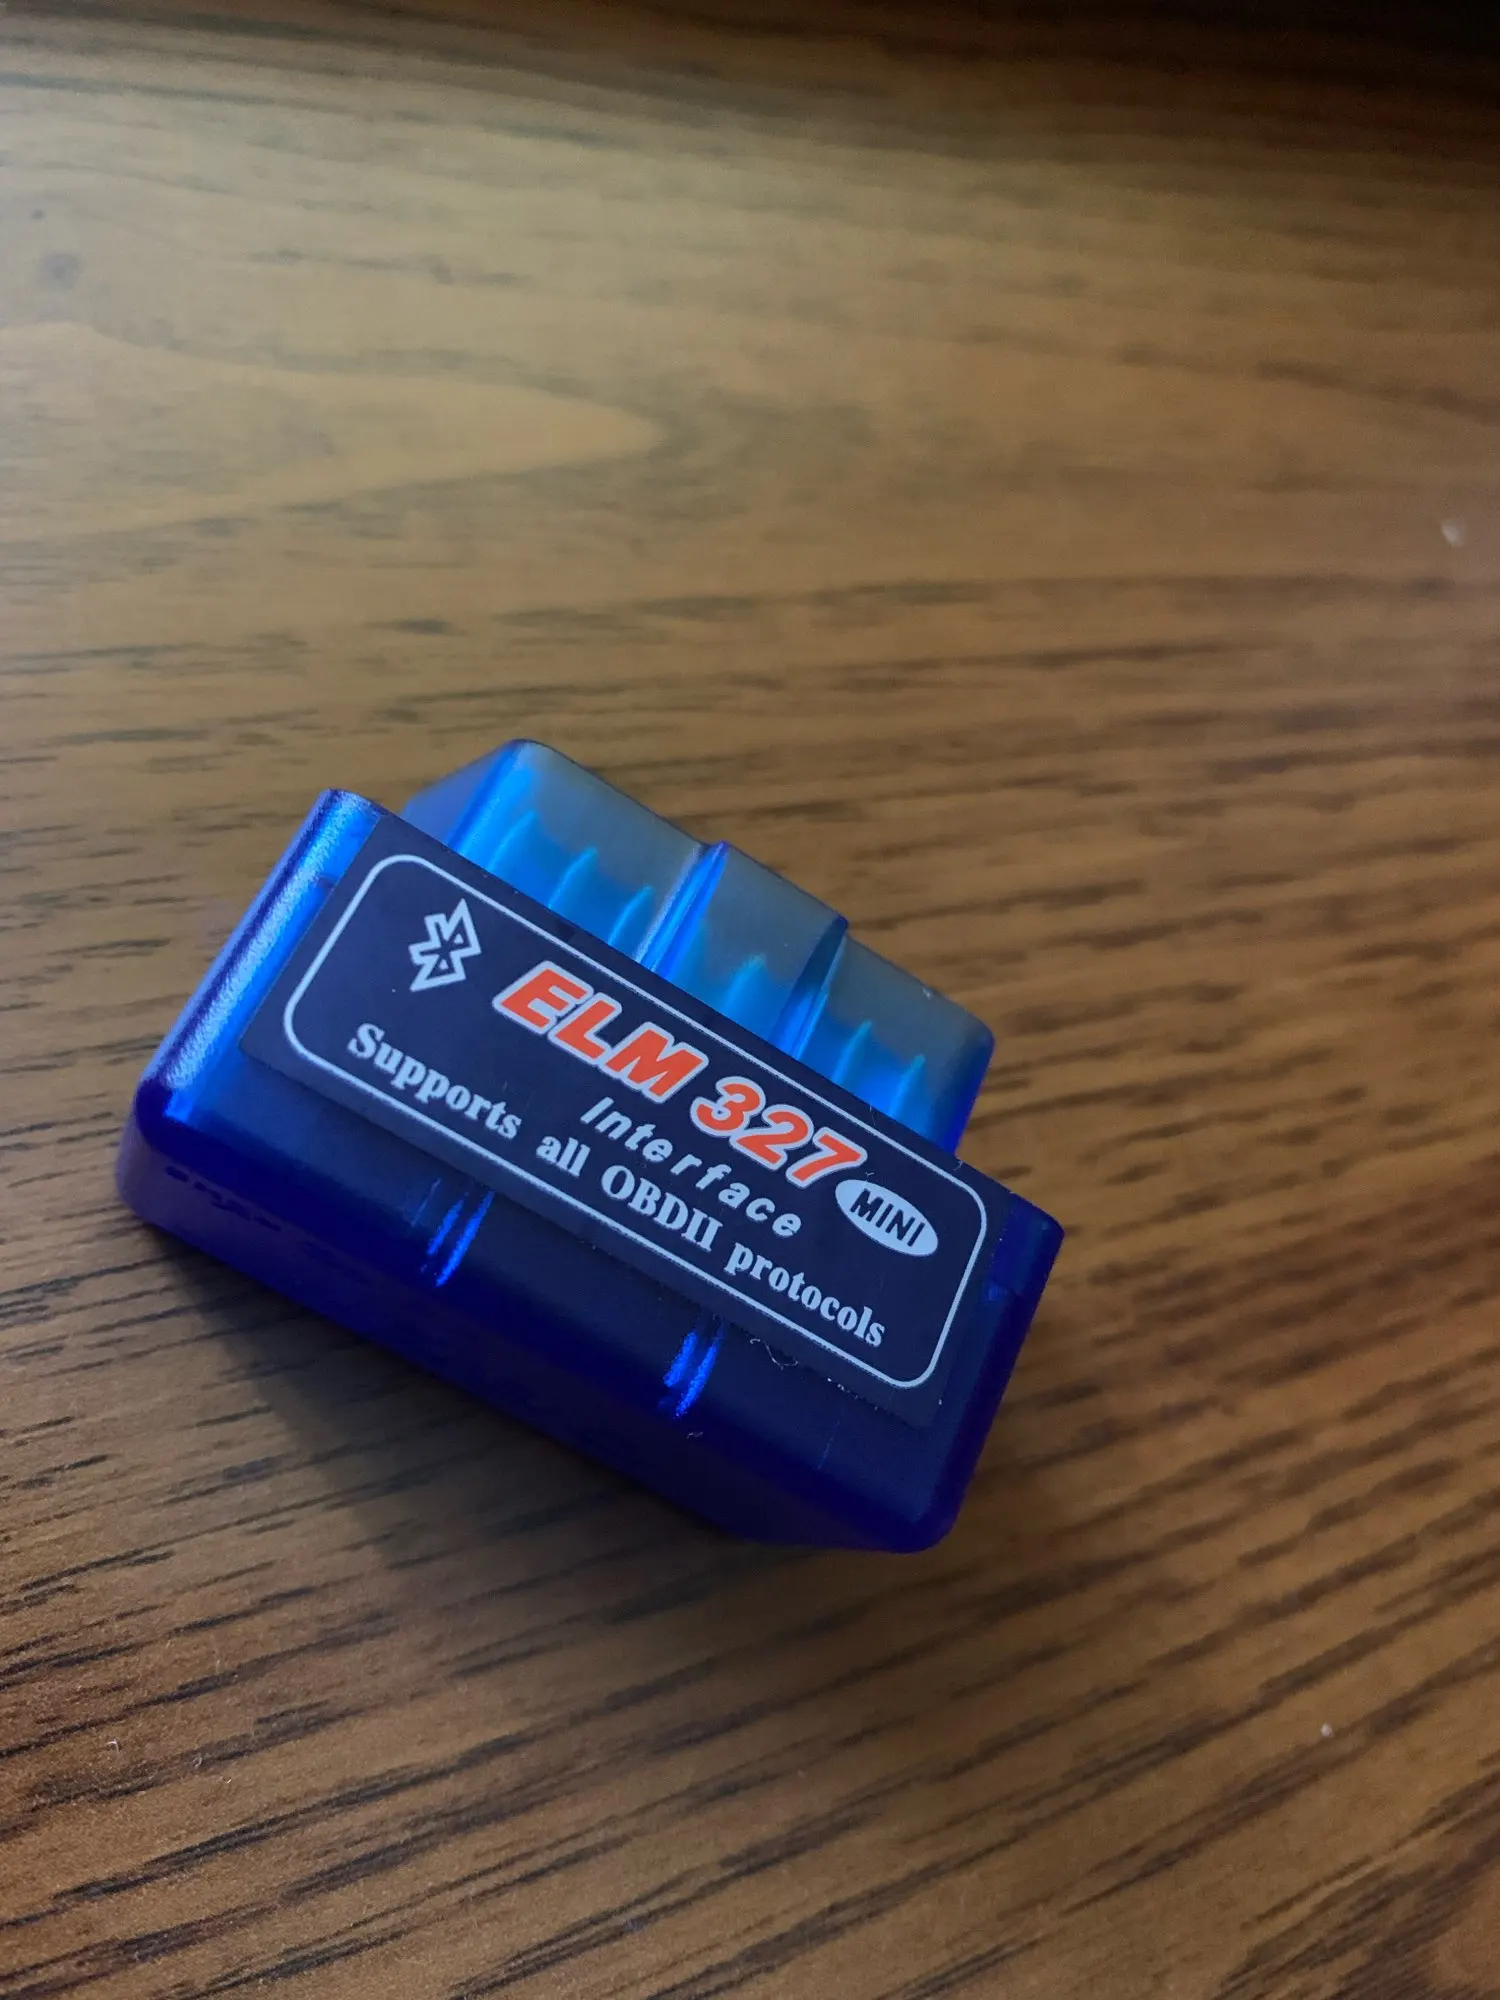 ELM 327
Interface MINI
Supports all OBDII protocols